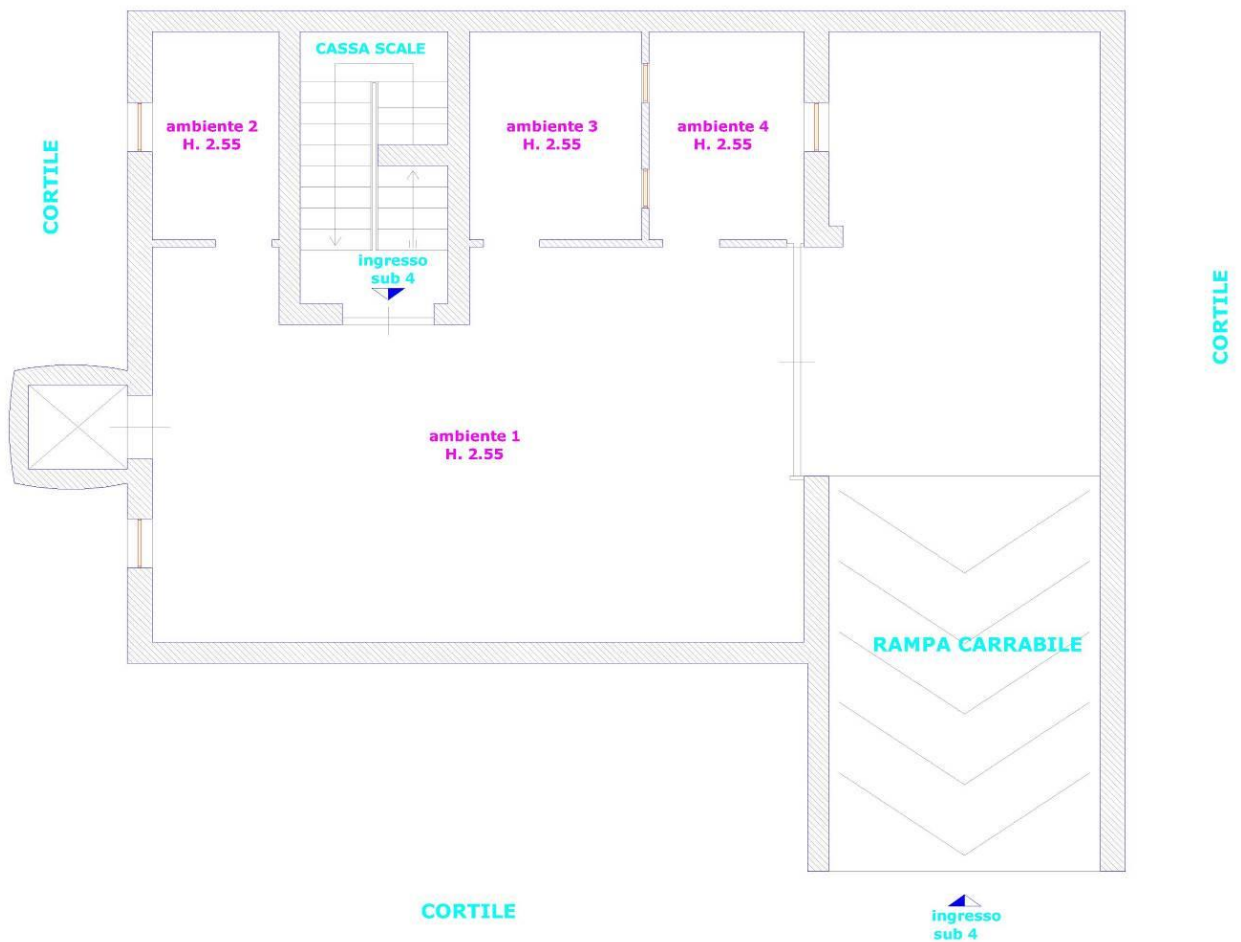 CASSA SCALE
ambiente 2
H. 2.55
ambiente 3
H. 2.55
ambiente 4
H. 2.55
CORTILE
ingresso
sub 4
CORTILE
ambiente 1
H. 2.55
RAMPA CARRABILE
CORTILE
ingresso
sub 4